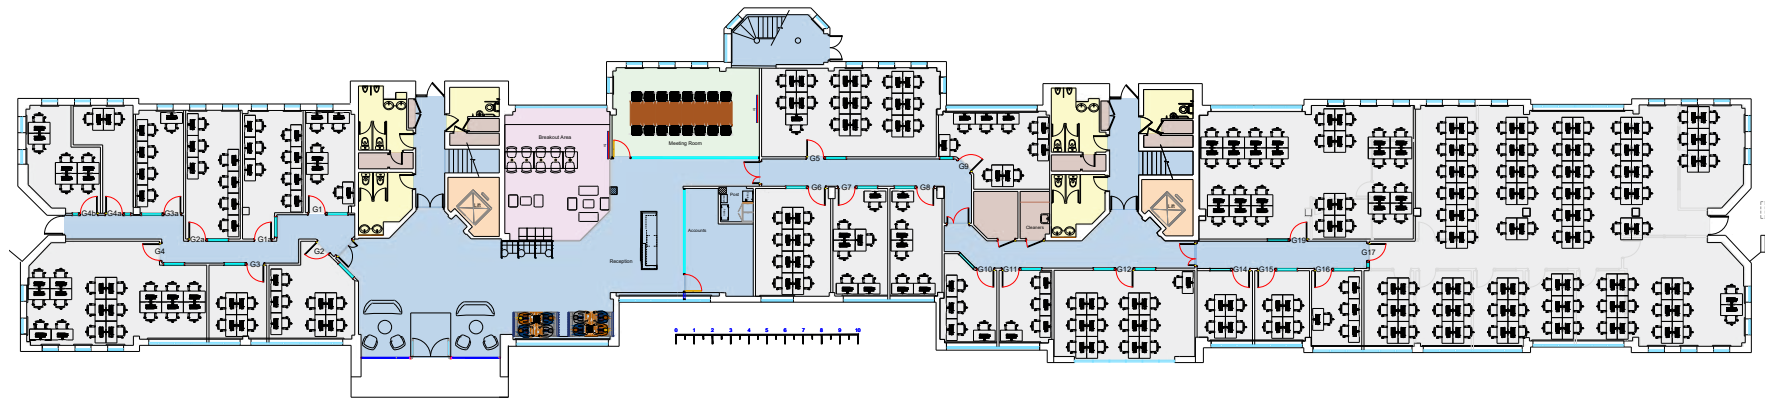 Breakout Area
Meeting Room
G5
G9
G6
G7
G8
Post
G4b
G4a
G3a
G1
G2a
G1a
G2
G4
G3
Accounts
Reception
Cleaners
G19
G17
G10
G11
G12
G14
G15
G16
0 1 2 3 4 5 6 7 8 9 10